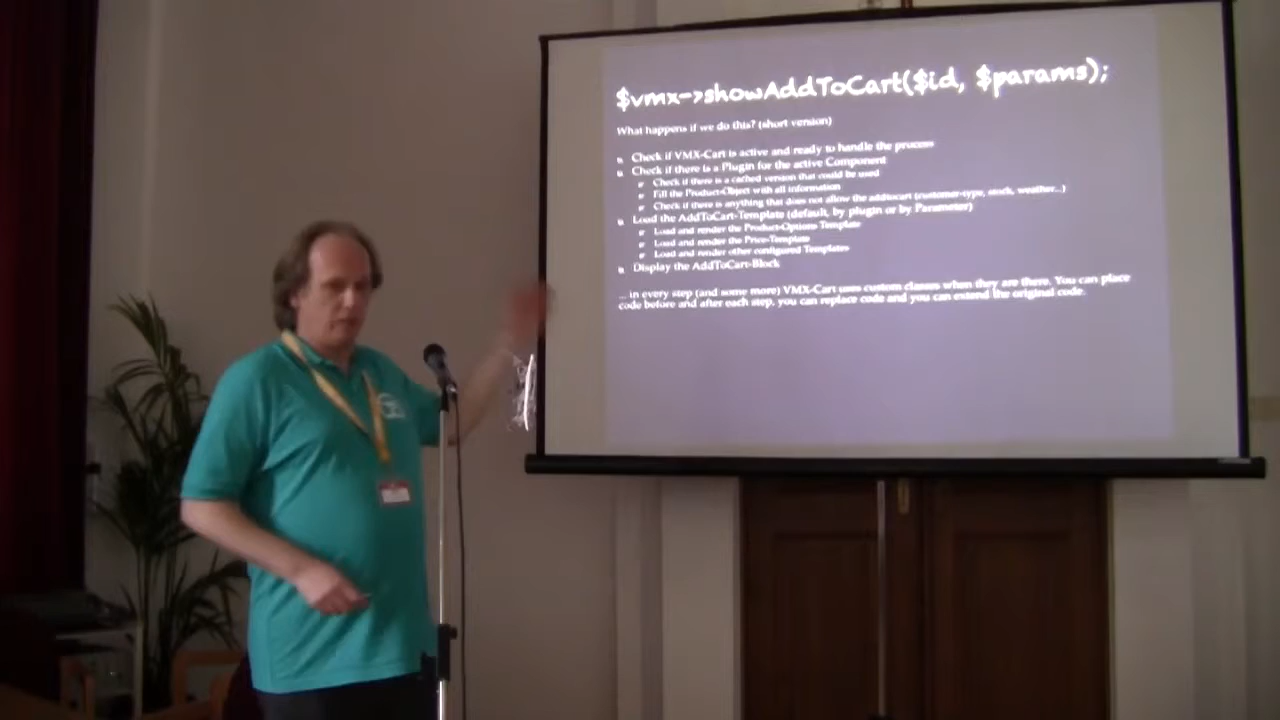 $vmx->showAddToCart($id, $params);
What happens if we do this? (short version)
Check if VMX-Cart is active and ready to handle the process
Check if there is a Plugin for the active Component
Check if there is a cached version that could be used
Fill the Product-Object with all information
Check if there is anything that does not allow the addtocart (customer-type, stock, weather...)
Load the AddToCart-Template (default, by plugin or by Parameter)
Load and render the Product-Options Template
Load and render the Price-Template
Load and render other configured Templates
Display the AddToCart-Block
... in every step (and some more) VMX-Cart uses custom classes when they are there. You can place
code before and after each step, you can replace code and you can extend the original code.